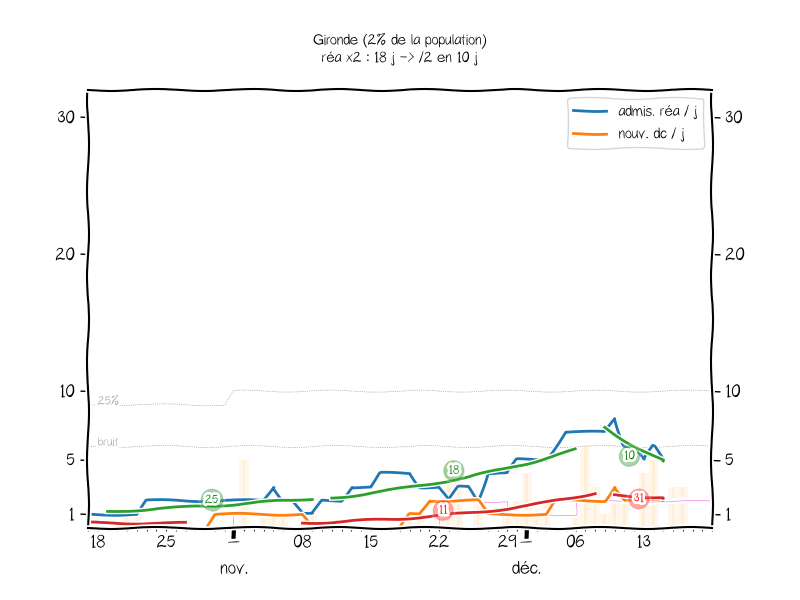 Gironde (2% de la population)
réa x2 : 18 j -> /2 en 10 j
admis. réa / j
nouv. dc / j
30
30
20
20
10
10
25%
bruit
5
5
1
1
25
18
10
11
31
18 25 08 15 22 29 06 13
nov. déc.